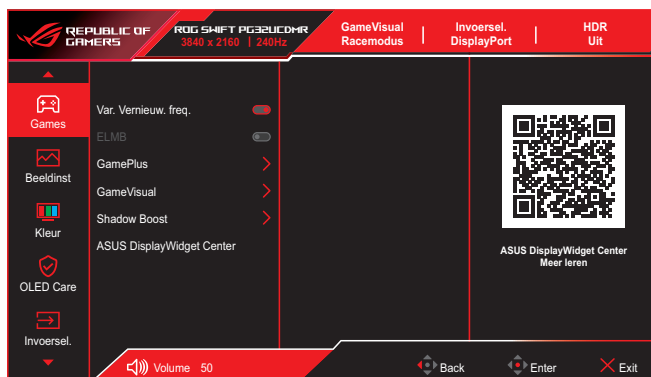 REPUBLIC OF
GAMERS
ROG SWIFT PG32UCDMR
3840 x 2160 | 240Hz
GameVisual
Racemodus
Invoersel.
DisplayPort
HDR
Uit
Games
Beeldinst
Kleur
OLED Care
Invoersel.
Var. Vernieuw. freq.
ELMB
GamePlus
GameVisual
Shadow Boost
ASUS DisplayWidget Center
ASUS DisplayWidget Center
Meer leren
Volume 50
Back
Enter
Exit